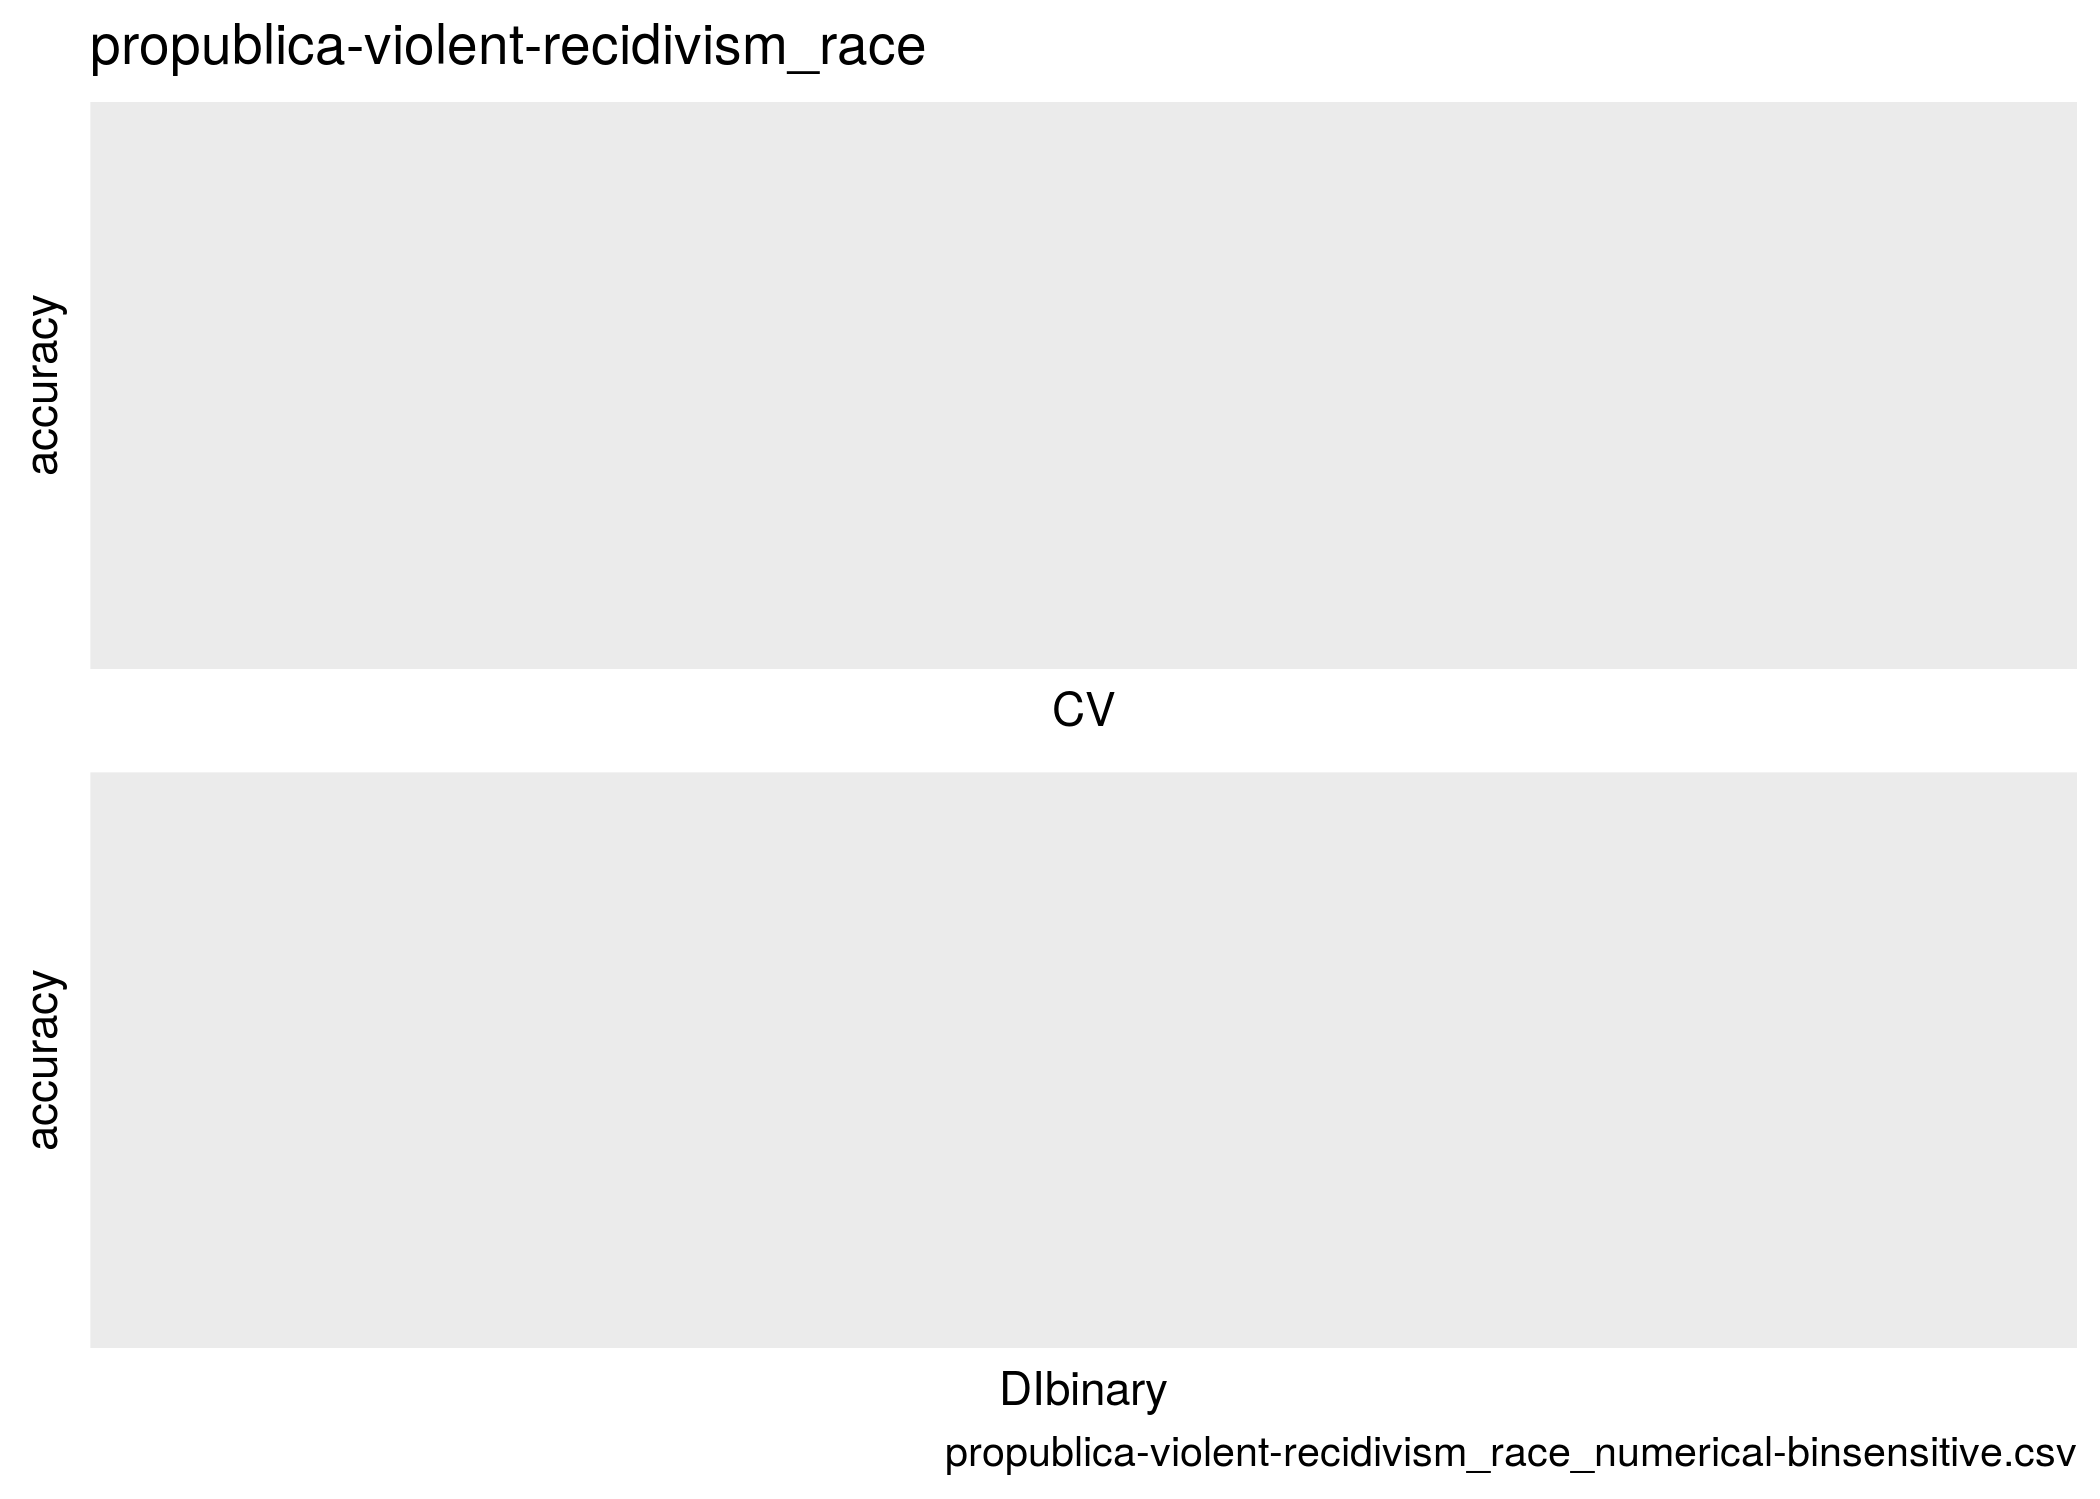 propublica-violent-recidivism_race
accuracy
CV
accuracy
DIbinary
propublica-violent-recidivism_race_numerical-binsensitive.csv